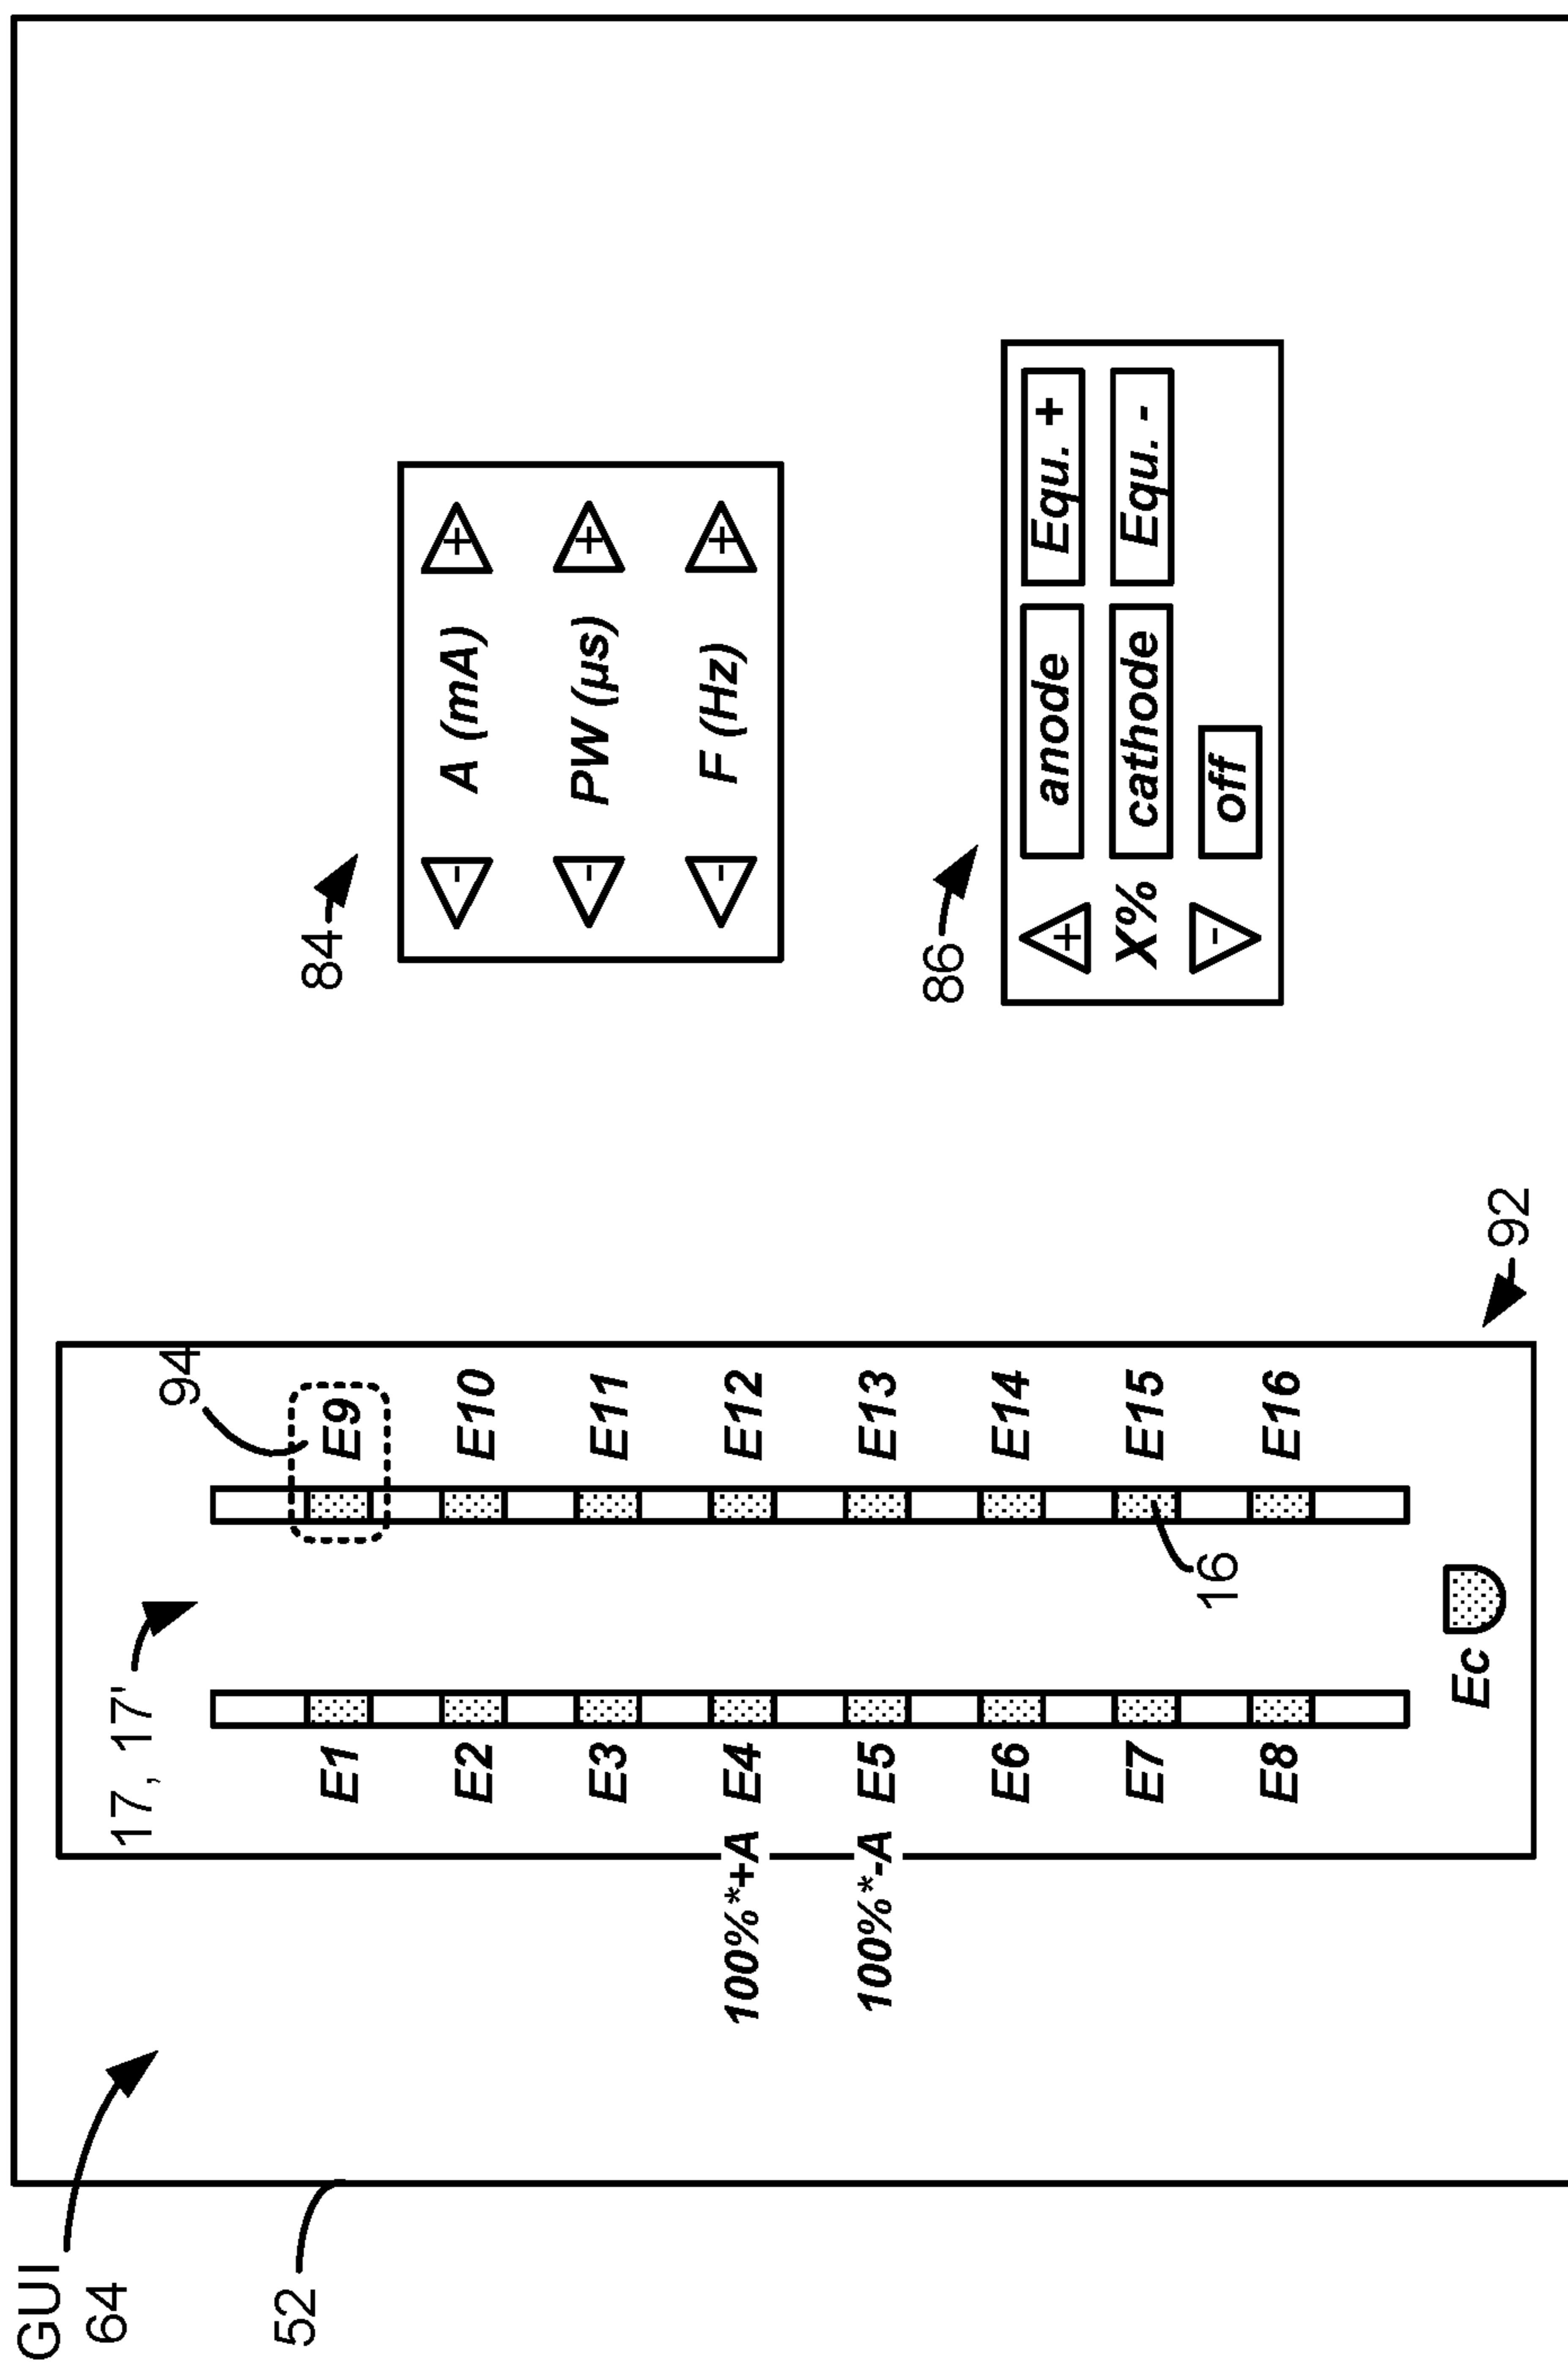 GUI
64
52
17, 17'
94
E1
E9
E2
E10
E3
E11
100%*+A E4
E12
100%*-A E5
E13
E6
E14
E7
E15
E8
E16
16
Ec
92
84
- A (mA) +
- PW (μs) +
- F (Hz) +
86
+ anode Equ. +
X% cathode Equ. -
- off